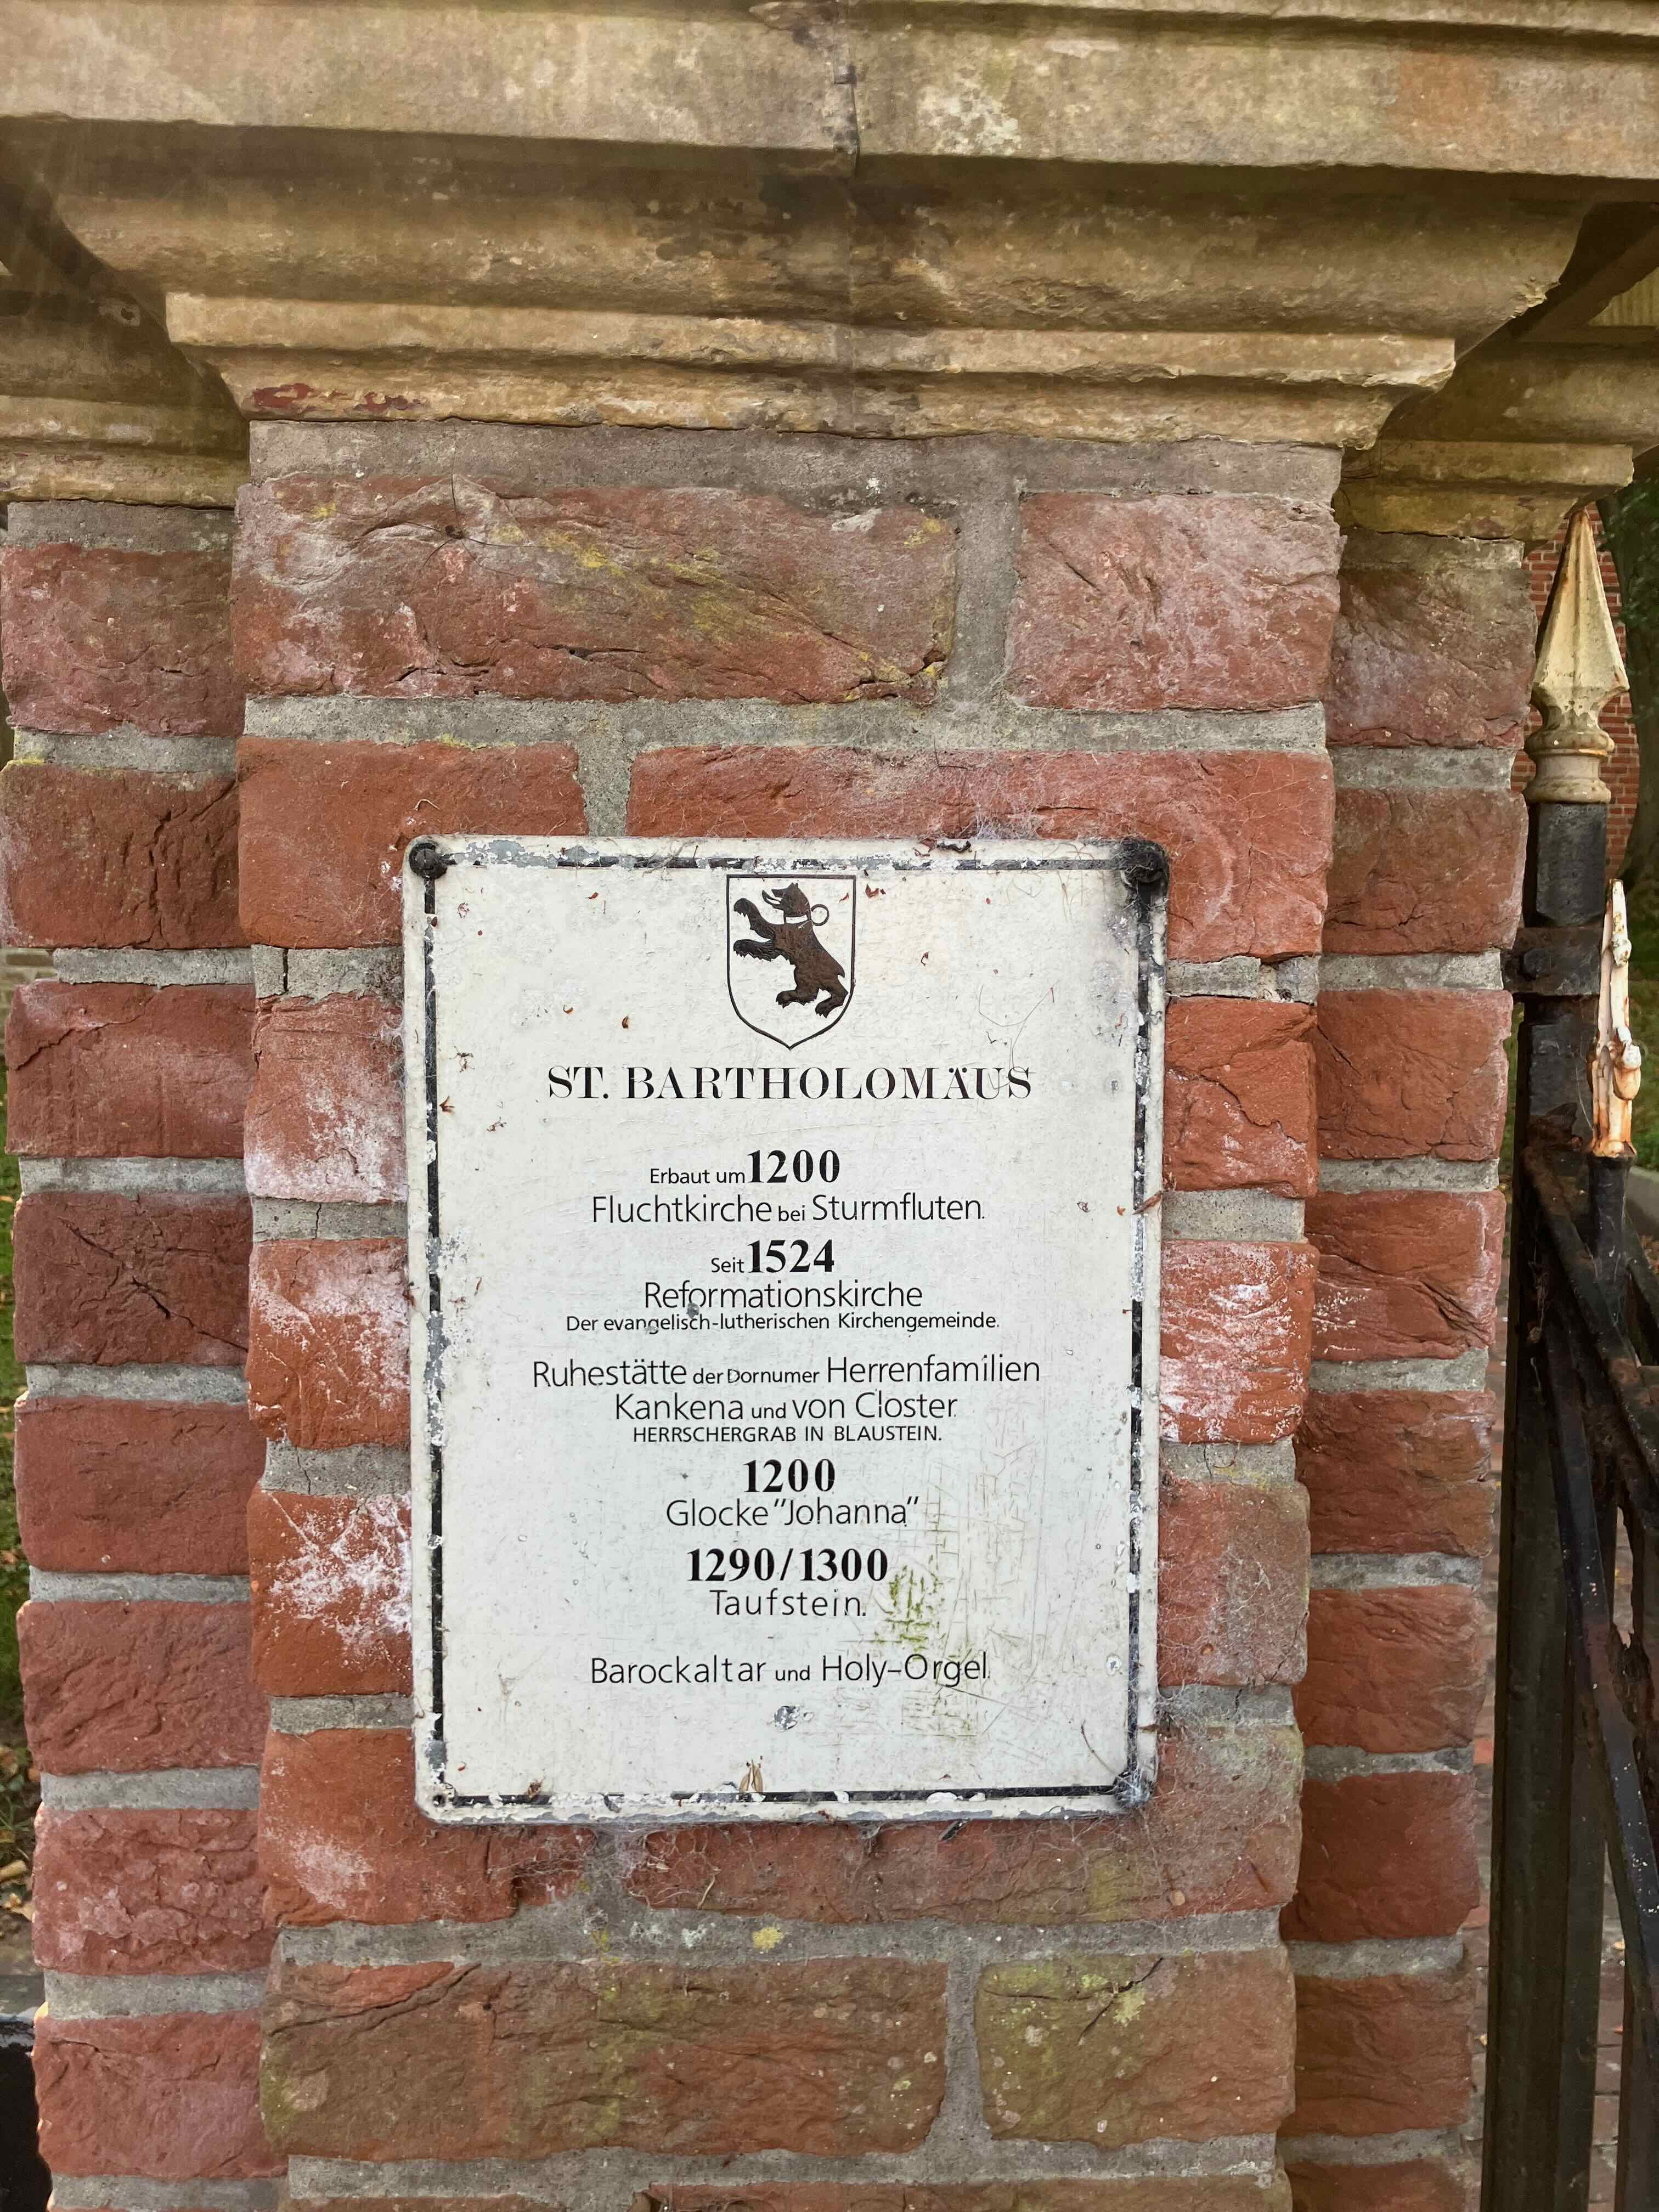 ST. BARTHOLOMÄUS
Erbaut um 1200
Fluchtkirche bei Sturmfluten.
Seit 1524
Reformationskirche
Der evangelisch-lutherischen Kirchengemeinde.
Ruhestätte der Dornumer Herrenfamilien
Kankena und von Closter.
HERRSCHERGRAB IN BLAUSTEIN.
1200
Glocke "Johanna".
1290/1300
Taufstein.
Barockaltar und Holy-Orgel.